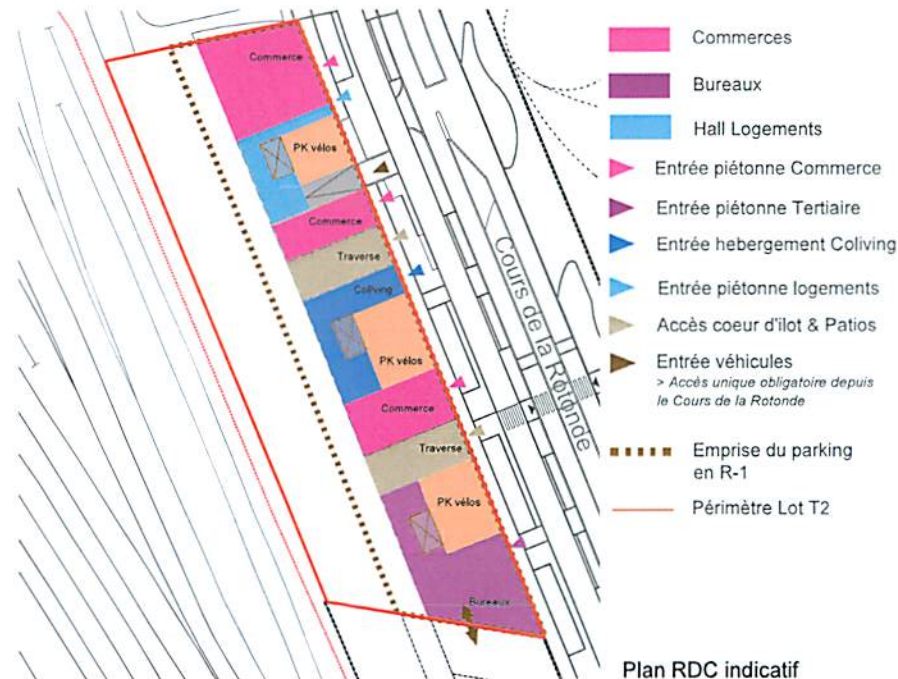 Commerce
PK vélos
Commerce
Traverse
Coliving
PK vélos
Commerce
Traverse
PK vélos
Bureaux
Cours de la Rotonde
Commerces
Bureaux
Hall Logements
Entrée piétonne Commerce
Entrée piétonne Tertiaire
Entrée hebergement Coliving
Entrée piétonne logements
Accès coeur d'ilot & Patios
Entrée véhicules
> Accès unique obligatoire depuis
le Cours de la Rotonde
Emprise du parking
en R-1
Périmètre Lot T2
Plan RDC indicatif